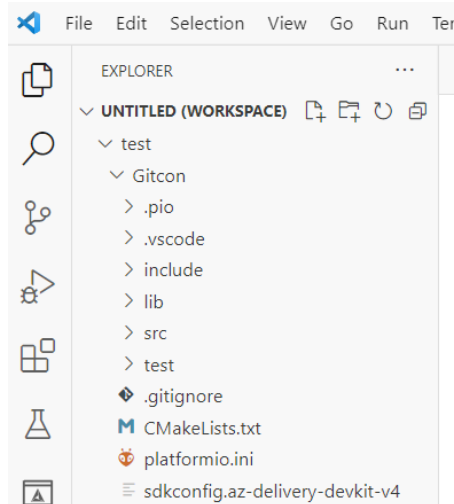 File Edit Selection View Go Run Ter
EXPLORER
UNTITLED (WORKSPACE)
test
Gitcon
.pio
.vscode
include
lib
src
test
.gitignore
CMakeLists.txt
platformio.ini
sdkconfig.az-delivery-devkit-v4